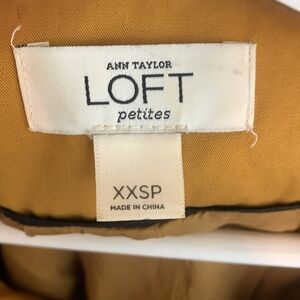 ANN TAYLOR
LOFT
petites
XXSP
MADE IN CHINA